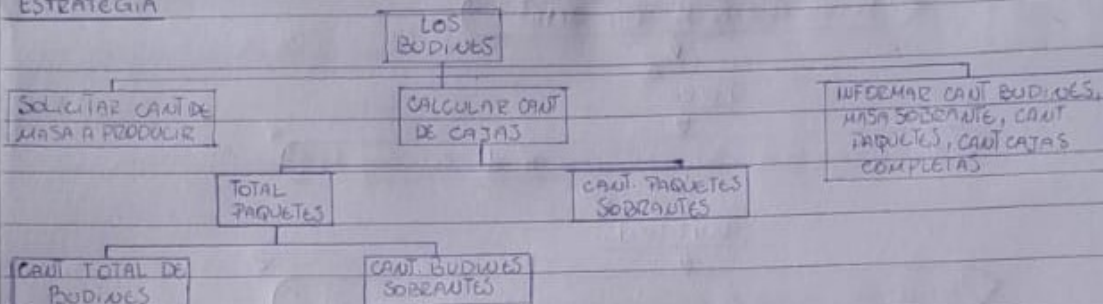 ESTRATEGIA
LOS
BUDINES
SOLICITAR CANT DE
MASA A PRODUCIR
CALCULAR CANT
DE CAJAS
INFORMAR CANT BUDINES,
MASA SOBRANTE, CANT
PAQUETES, CANT CAJAS
COMPLETAS
TOTAL
PAQUETES
CANT. PAQUETES
SOBRANTES
CANT TOTAL DE
BUDINES
CANT. BUDINES
SOBRANTES